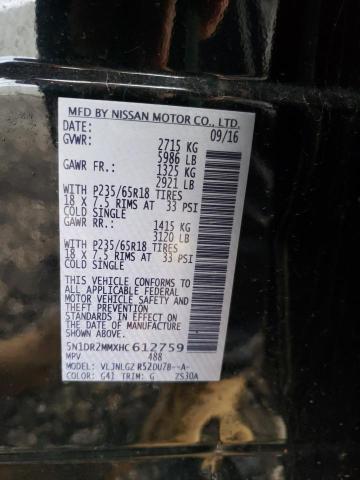 MFD BY NISSAN MOTOR CO., LTD.
DATE: 09/16
GVWR: 2715 KG
5986 LB
GAWR FR.: 1325 KG
2921 LB
WITH P235/65R18 TIRES
18 X 7.5 RIMS AT 33 PSI
COLD SINGLE
GAWR RR.: 1415 KG
3120 LB
WITH P235/65R18 TIRES
18 X 7.5 RIMS AT 33 PSI
COLD SINGLE
THIS VEHICLE CONFORMS TO
ALL APPLICABLE FEDERAL
MOTOR VEHICLE SAFETY
AND THEFT
PREVENTION
STANDARDS IN EFFECT ON
THE DATE OF MANUFACTURE
SHOWN ABOVE.
5N1DR2MMXHC612759
MPV 488
MODEL: VLJNLGZ R52DU7B--A-
COLOR: G41 TRIM: G ZS30A